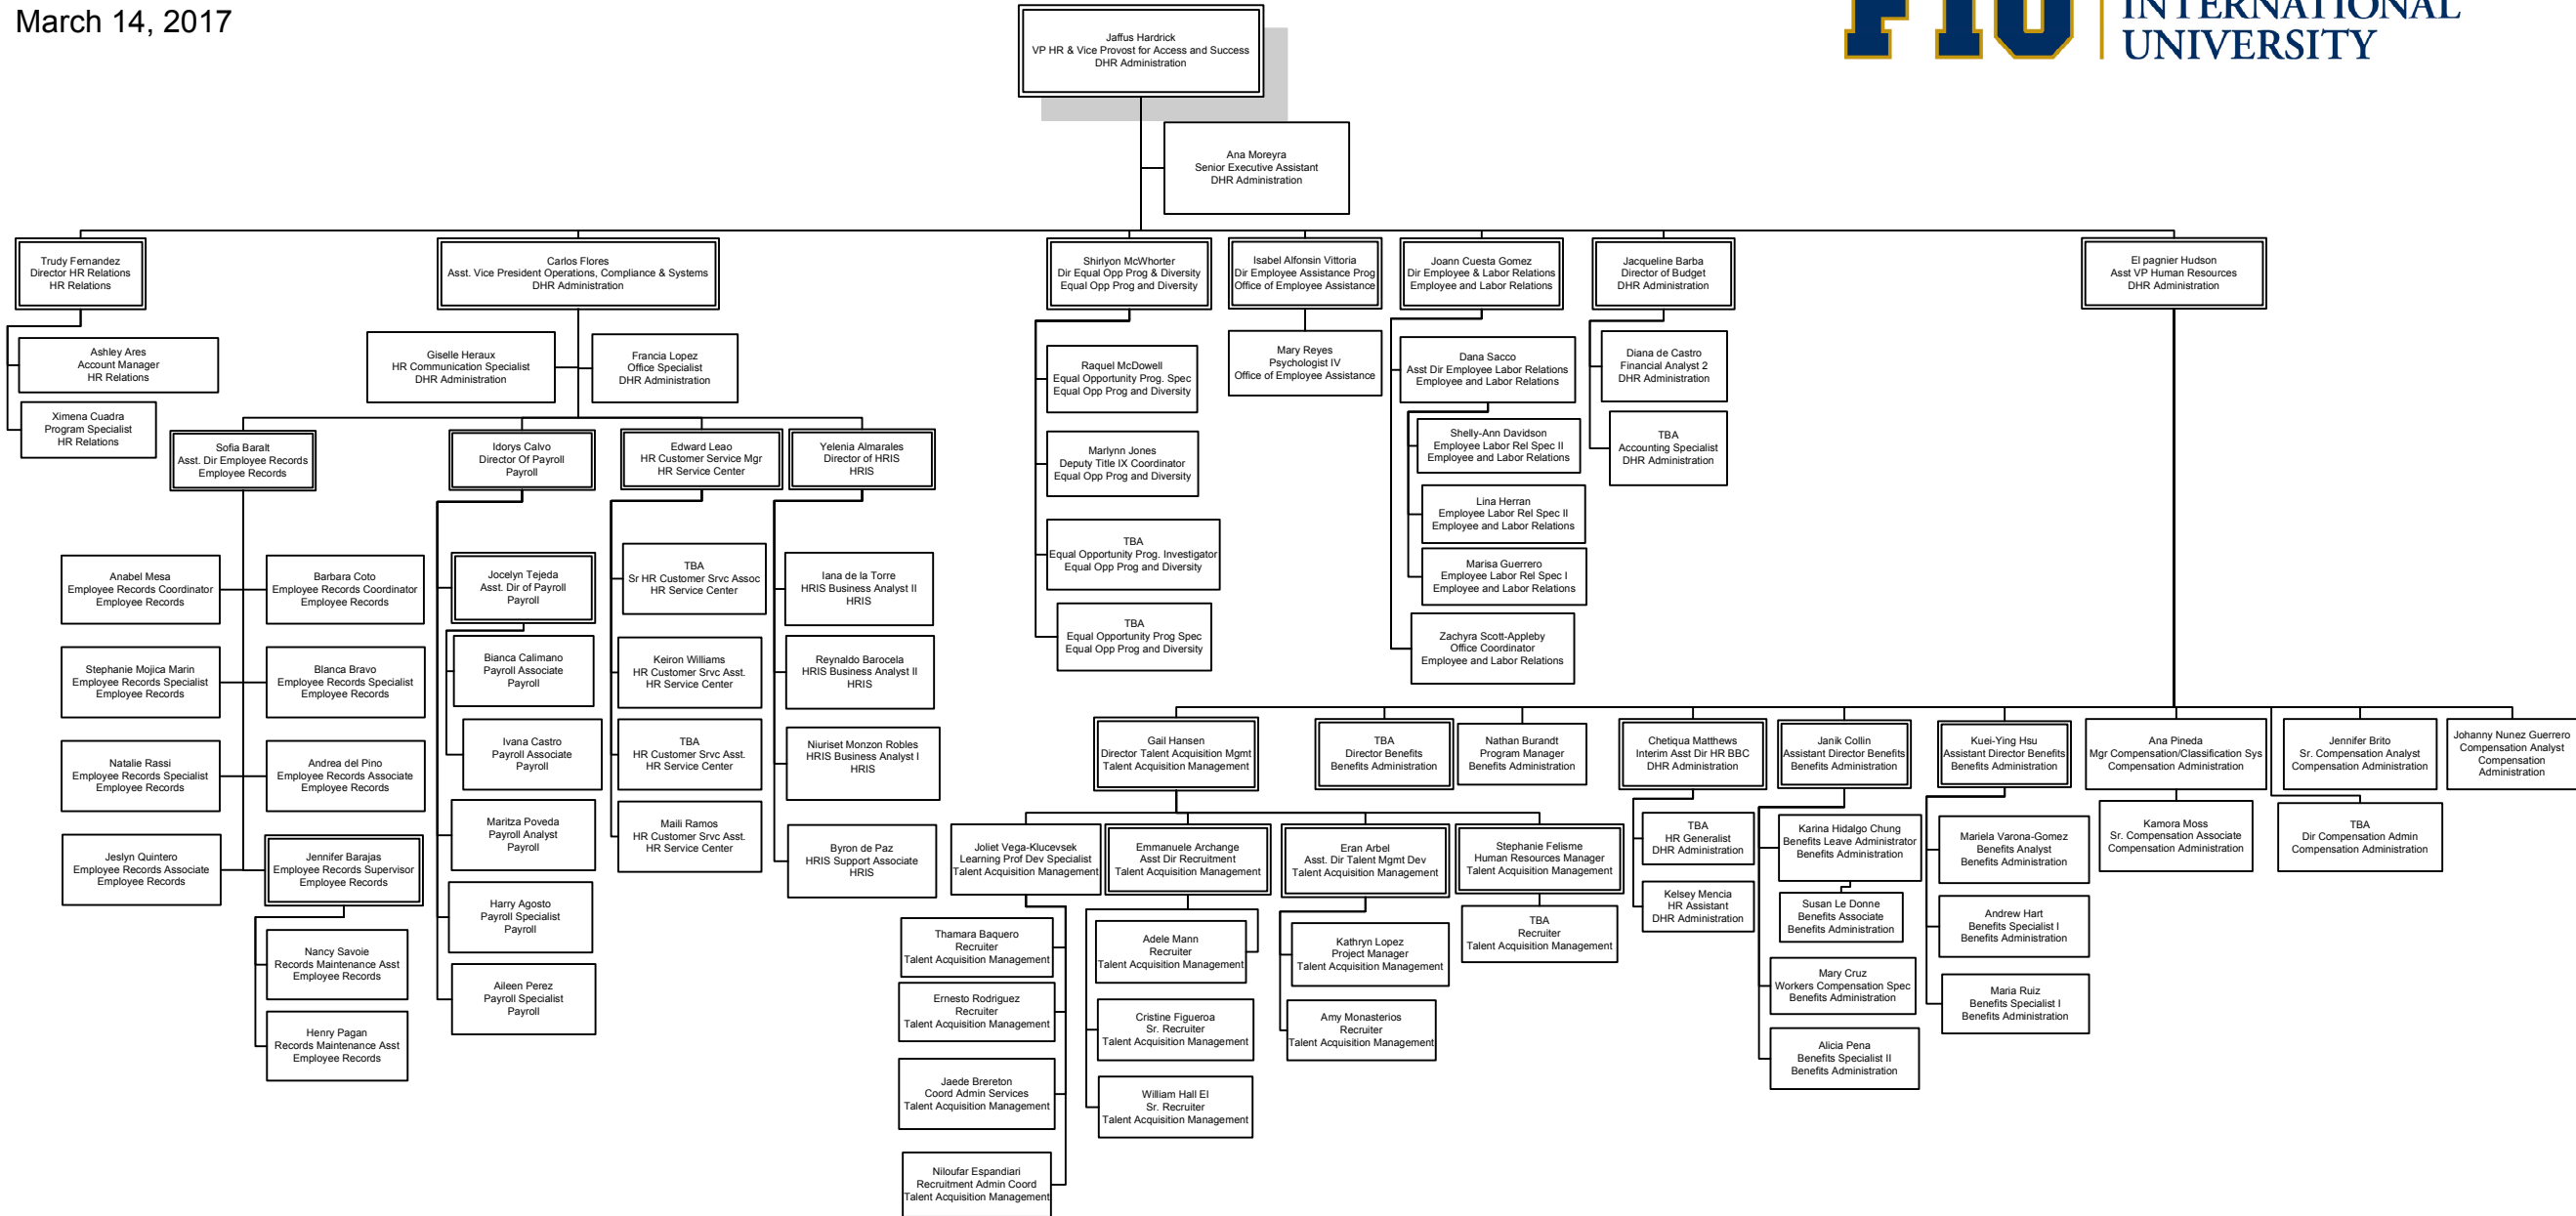 March 14, 2017
FIU
INTERNATIONAL
UNIVERSITY
Jaffus Hardrick
VP HR & Vice Provost for Access and Success
DHR Administration
Ana Moreyra
Senior Executive Assistant
DHR Administration
Trudy Fernandez
Director HR Relations
HR Relations
Carlos Flores
Asst. Vice President Operations, Compliance & Systems
DHR Administration
Shirlyon McWhorter
Dir Equal Opp Prog & Diversity
Equal Opp Prog and Diversity
Isabel Alfonsin Vittoria
Dir Employee Assistance Prog
Office of Employee Assistance
Joann Cuesta Gomez
Dir Employee & Labor Relations
Employee and Labor Relations
Jacqueline Barba
Director of Budget
DHR Administration
El pagnier Hudson
Asst VP Human Resources
DHR Administration
Ashley Ares
Account Manager
HR Relations
Ximena Cuadra
Program Specialist
HR Relations
Giselle Heraux
HR Communication Specialist
DHR Administration
Francia Lopez
Office Specialist
DHR Administration
Sofia Baralt
Asst. Dir Employee Records
Employee Records
Idorys Calvo
Director Of Payroll
Payroll
Edward Leao
HR Customer Service Mgr
HR Service Center
Yelenia Almarales
Director of HRIS
HRIS
Anabel Mesa
Employee Records Coordinator
Employee Records
Barbara Coto
Employee Records Coordinator
Employee Records
Stephanie Mojica Marin
Employee Records Specialist
Employee Records
Blanca Bravo
Employee Records Specialist
Employee Records
Natalie Rassi
Employee Records Specialist
Employee Records
Andrea del Pino
Employee Records Associate
Employee Records
Jeslyn Quintero
Employee Records Associate
Employee Records
Jennifer Barajas
Employee Records Supervisor
Employee Records
Nancy Savoie
Records Maintenance Asst
Employee Records
Henry Pagan
Records Maintenance Asst
Employee Records
Jocelyn Tejeda
Asst. Dir of Payroll
Payroll
Bianca Calimano
Payroll Associate
Payroll
Ivana Castro
Payroll Associate
Payroll
Maritza Poveda
Payroll Analyst
Payroll
Harry Agosto
Payroll Specialist
Payroll
Aileen Perez
Payroll Specialist
Payroll
TBA
Sr HR Customer Srvc Assoc
HR Service Center
Keiron Williams
HR Customer Srvc Asst.
HR Service Center
TBA
HR Customer Srvc Asst.
HR Service Center
Maili Ramos
HR Customer Srvc Asst.
HR Service Center
Iana de la Torre
HRIS Business Analyst II
HRIS
Reynaldo Barocela
HRIS Business Analyst II
HRIS
Niuriset Monzon Robles
HRIS Business Analyst I
HRIS
Byron de Paz
HRIS Support Associate
HRIS
Raquel McDowell
Equal Opportunity Prog. Spec
Equal Opp Prog and Diversity
Marlynn Jones
Deputy Title IX Coordinator
Equal Opp Prog and Diversity
TBA
Equal Opportunity Prog. Investigator
Equal Opp Prog and Diversity
TBA
Equal Opportunity Prog Spec
Equal Opp Prog and Diversity
Mary Reyes
Psychologist IV
Office of Employee Assistance
Dana Sacco
Asst Dir Employee Labor Relations
Employee and Labor Relations
Shelly-Ann Davidson
Employee Labor Rel Spec II
Employee and Labor Relations
Lina Herran
Employee Labor Rel Spec II
Employee and Labor Relations
Marisa Guerrero
Employee Labor Rel Spec I
Employee and Labor Relations
Zachyra Scott-Appleby
Office Coordinator
Employee and Labor Relations
Diana de Castro
Financial Analyst 2
DHR Administration
TBA
Accounting Specialist
DHR Administration
Gail Hansen
Director Talent Acquisition Mgmt
Talent Acquisition Management
TBA
Director Benefits
Benefits Administration
Nathan Burandt
Program Manager
Benefits Administration
Chetiqua Matthews
Interim Asst Dir HR BBC
DHR Administration
Janik Collin
Assistant Director Benefits
Benefits Administration
Kuei-Ying Hsu
Assistant Director Benefits
Benefits Administration
Ana Pineda
Mgr Compensation/Classification Sys
Compensation Administration
Jennifer Brito
Sr. Compensation Analyst
Compensation Administration
Johanny Nunez Guerrero
Compensation Analyst
Compensation
Administration
Joliet Vega-Klucevsek
Learning Prof Dev Specialist
Talent Acquisition Management
Emmanuele Archange
Asst Dir Recruitment
Talent Acquisition Management
Eran Arbel
Asst. Dir Talent Mgmt Dev
Talent Acquisition Management
Stephanie Felisme
Human Resources Manager
Talent Acquisition Management
Thamara Baquero
Recruiter
Talent Acquisition Management
Ernesto Rodriguez
Recruiter
Talent Acquisition Management
Jaede Brereton
Coord Admin Services
Talent Acquisition Management
Niloufar Espandiari
Recruitment Admin Coord
Talent Acquisition Management
Adele Mann
Recruiter
Talent Acquisition Management
Cristine Figueroa
Sr. Recruiter
Talent Acquisition Management
William Hall El
Sr. Recruiter
Talent Acquisition Management
Kathryn Lopez
Project Manager
Talent Acquisition Management
Amy Monasterios
Recruiter
Talent Acquisition Management
TBA
Recruiter
Talent Acquisition Management
TBA
HR Generalist
DHR Administration
Kelsey Mencia
HR Assistant
DHR Administration
Karina Hidalgo Chung
Benefits Leave Administrator
Benefits Administration
Susan Le Donne
Benefits Associate
Benefits Administration
Mary Cruz
Workers Compensation Spec
Benefits Administration
Alicia Pena
Benefits Specialist II
Benefits Administration
Mariela Varona-Gomez
Benefits Analyst
Benefits Administration
Andrew Hart
Benefits Specialist I
Benefits Administration
Maria Ruiz
Benefits Specialist I
Benefits Administration
Kamora Moss
Sr. Compensation Associate
Compensation Administration
TBA
Dir Compensation Admin
Compensation Administration